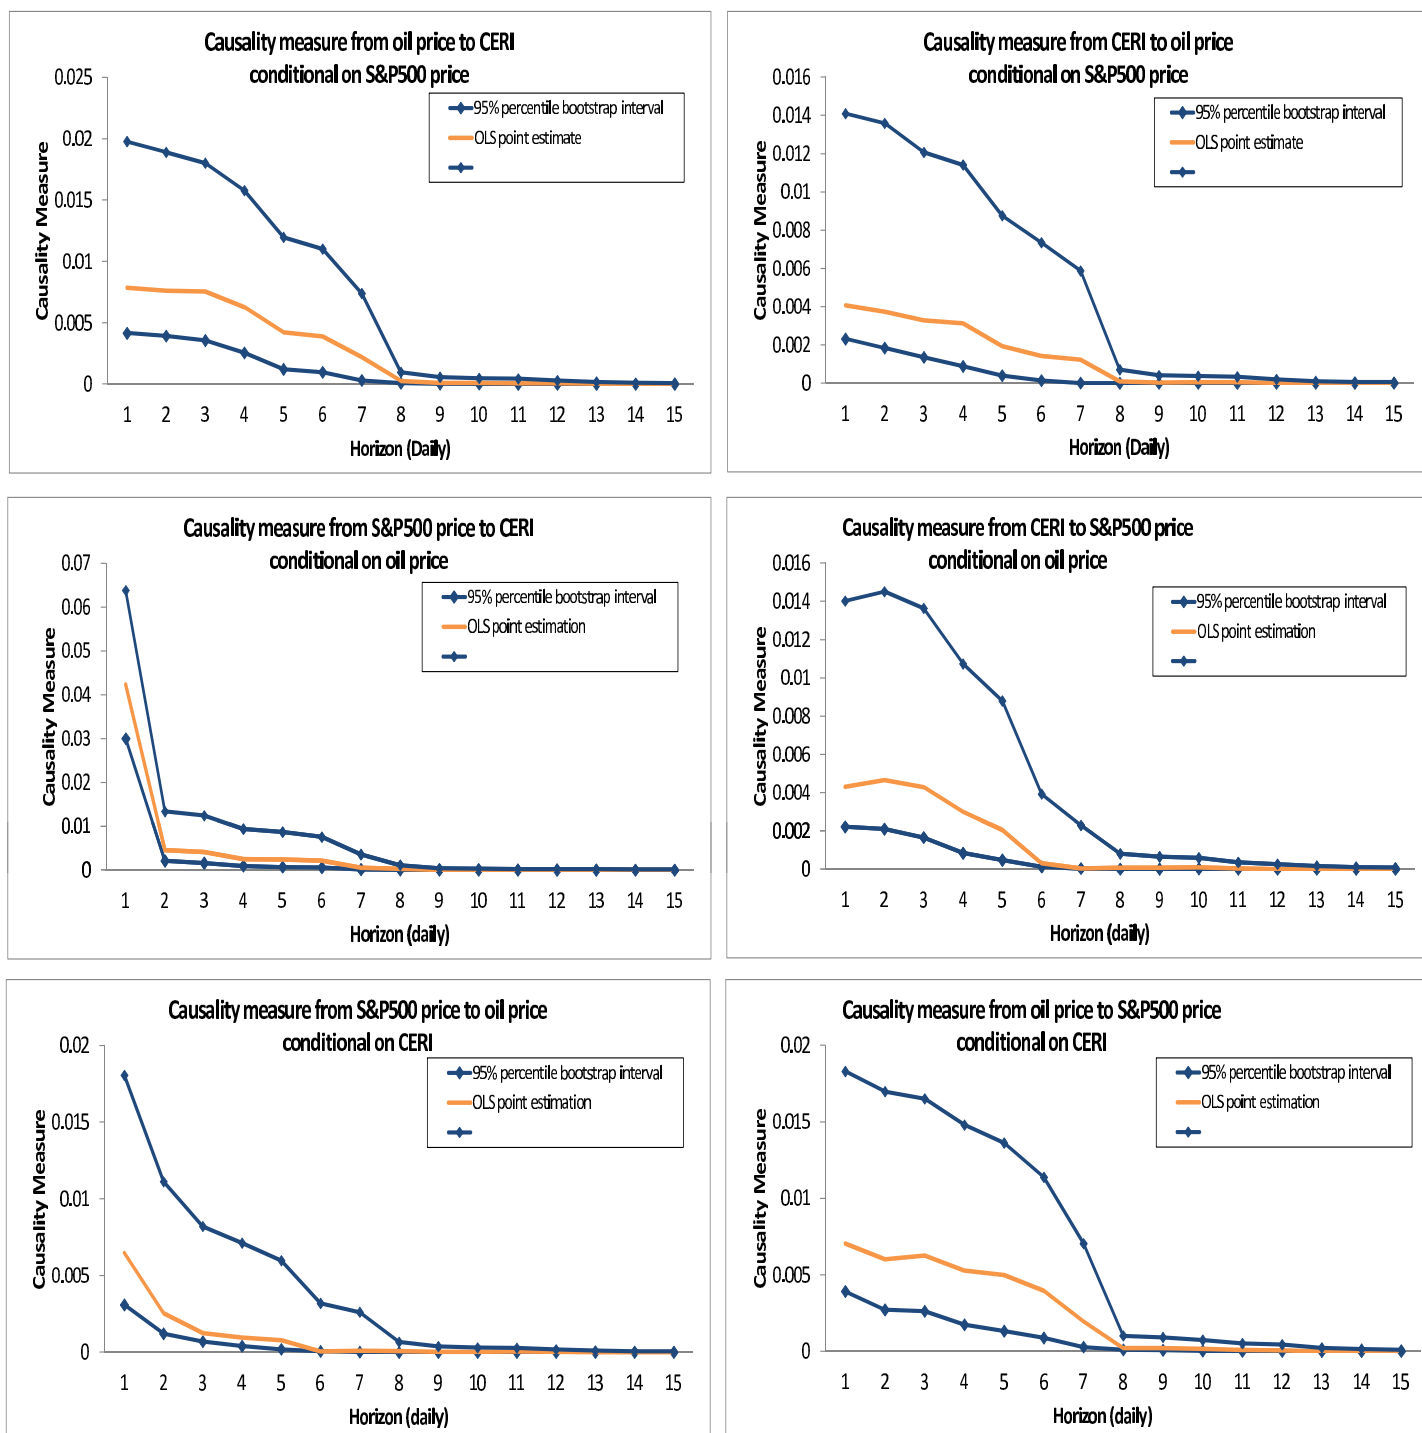 Causality measure from oil price to CERI
conditional on S&P500 price
0.025
0.02
0.015
0.01
0.005
0
Causality Measure
95% percentile bootstrap interval
OLS point estimate
1 2 3 4 5 6 7 8 9 10 11 12 13 14 15
Horizon (Daily)
Causality measure from CERI to oil price
conditional on S&P500 price
0.016
0.014
0.012
0.01
0.008
0.006
0.004
0.002
0
Causality Measure
95% percentile bootstrap interval
OLS point estimate
1 2 3 4 5 6 7 8 9 10 11 12 13 14 15
Horizon (Daily)
Causality measure from S&P500 price to CERI
conditional on oil price
0.07
0.06
0.05
0.04
0.03
0.02
0.01
0
Causality Measure
95% percentile bootstrap interval
OLS point estimation
1 2 3 4 5 6 7 8 9 10 11 12 13 14 15
Horizon (daily)
Causality measure from CERI to S&P500 price
conditional on oil price
0.016
0.014
0.012
0.01
0.008
0.006
0.004
0.002
0
Causality Measure
95% percentile bootstrap interval
OLS point estimation
1 2 3 4 5 6 7 8 9 10 11 12 13 14 15
Horizon (daily)
Causality measure from S&P500 price to oil price
conditional on CERI
0.02
0.015
0.01
0.005
0
Causality Measure
95% percentile bootstrap interval
OLS point estimation
1 2 3 4 5 6 7 8 9 10 11 12 13 14 15
Horizon (daily)
Causality measure from oil price to S&P500 price
conditional on CERI
0.02
0.015
0.01
0.005
0
Causality Measure
95% percentile bootstrap interval
OLS point estimation
1 2 3 4 5 6 7 8 9 10 11 12 13 14 15
Horizon (daily)